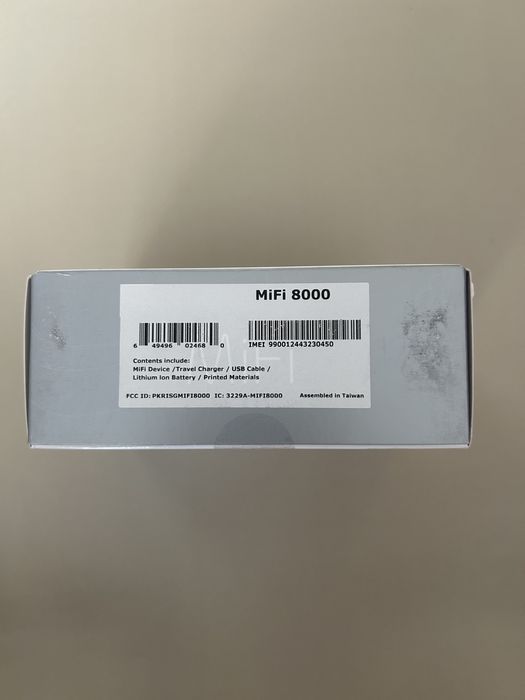 MiFi 8000
6 49496 02468 0
IMEI 990012443230450
MiFi
Contents include:
MiFi Device /Travel Charger / USB Cable /
Lithium Ion Battery / Printed Materials
FCC ID: PKRISGMIFI8000 IC: 3229A-MIFI8000 Assembled in Taiwan